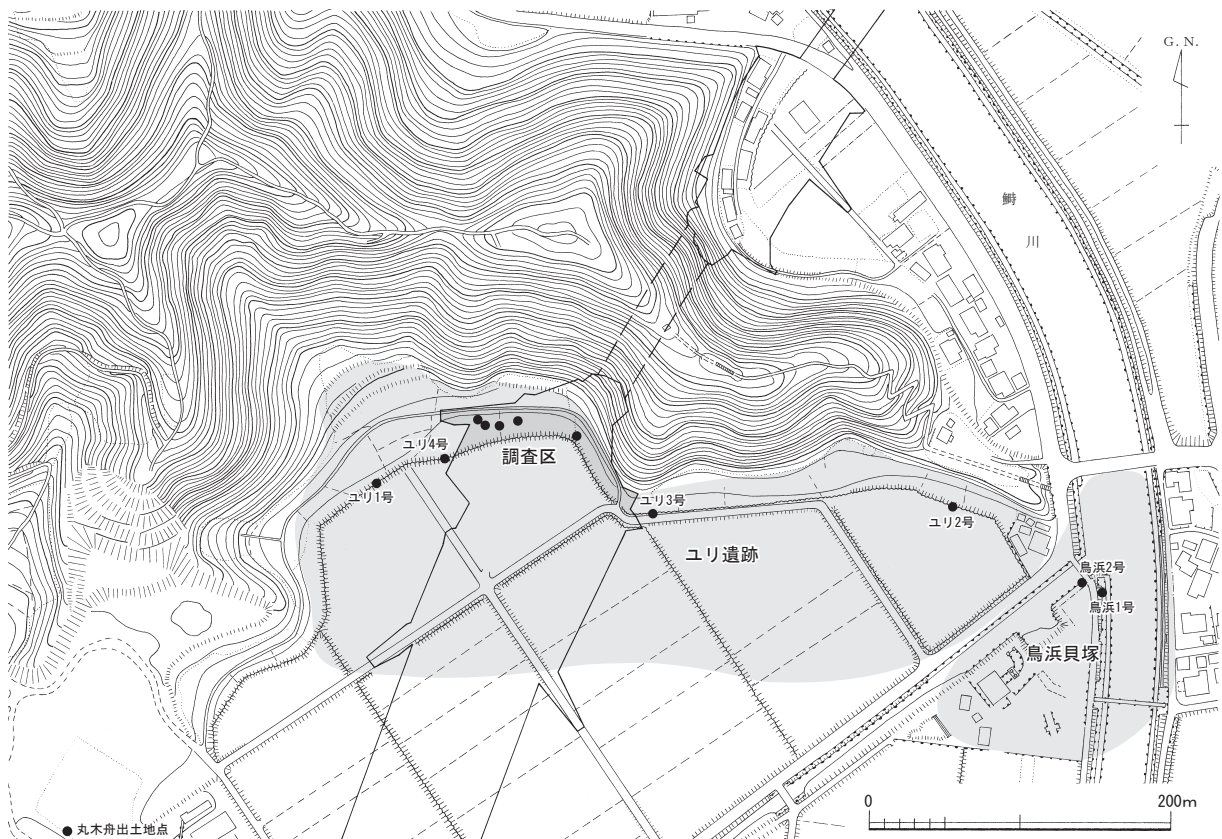 G. N.
鰣
川
ユリ4号
調査区
ユリ1号
ユリ3号
ユリ2号
ユリ遺跡
鳥浜2号
鳥浜1号
鳥浜貝塚
0
200m
●丸木舟出土地点